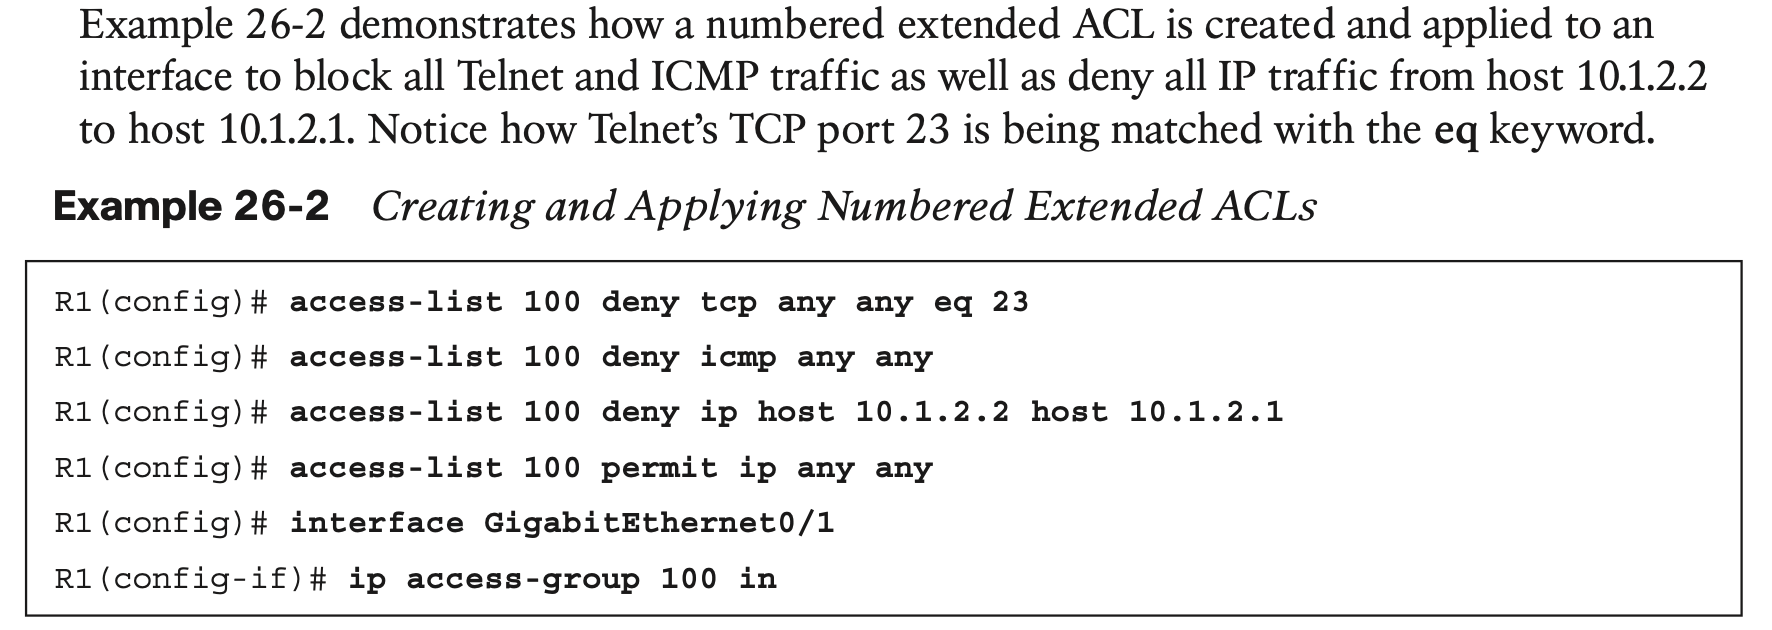 Example 26-2 demonstrates how a numbered extended ACL is created and applied to an
interface to block all Telnet and ICMP traffic as well as deny all IP traffic from host 10.1.2.2
to host 10.1.2.1. Notice how Telnet’s TCP port 23 is being matched with the eq keyword.
Example 26-2 Creating and Applying Numbered Extended ACLs
R1(config)# access-list 100 deny tcp any any eq 23
R1(config)# access-list 100 deny icmp any any
R1(config)# access-list 100 deny ip host 10.1.2.2 host 10.1.2.1
R1(config)# access-list 100 permit ip any any
R1(config)# interface GigabitEthernet0/1
R1(config-if)# ip access-group 100 in